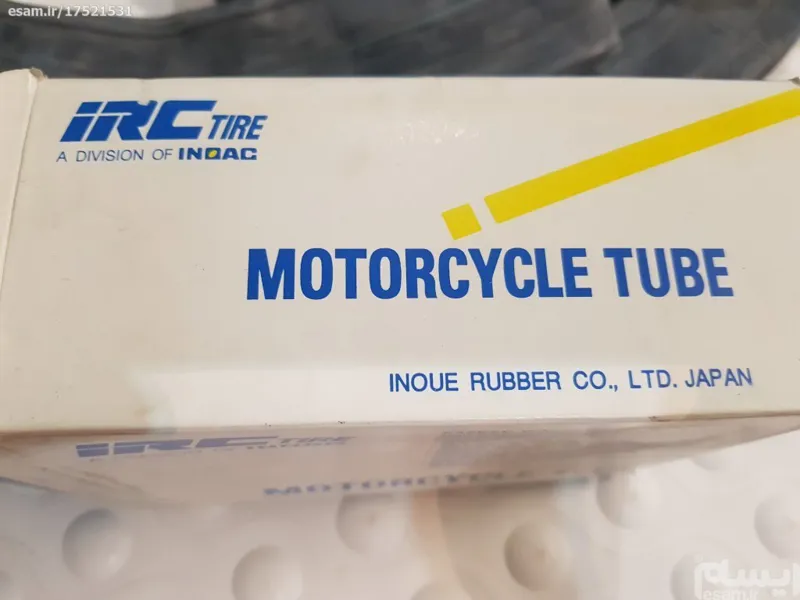 esam.ir/17521531
IRC TIRE
A DIVISION OF INOAC
MOTORCYCLE TUBE
INOUE RUBBER CO., LTD. JAPAN
IRC TIRE
MOTORCYCLE
ایسام
esam.ir